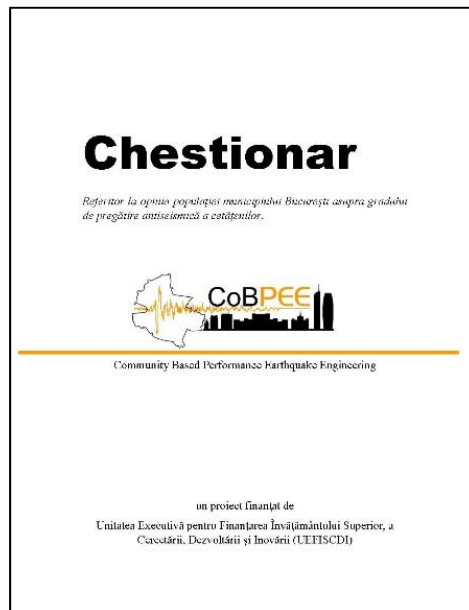 Chestionar
Referitor la opinia populației municipiului București asupra gradului
de pregătire antiseismică a cetățenilor.
CoBPEE
Community Based Performance Earthquake Engineering
un proiect finanțat de
Unitatea Executivă pentru Finanțarea Învățământului Superior, a
Cercetării, Dezvoltării și Inovării (UEFISCDI)